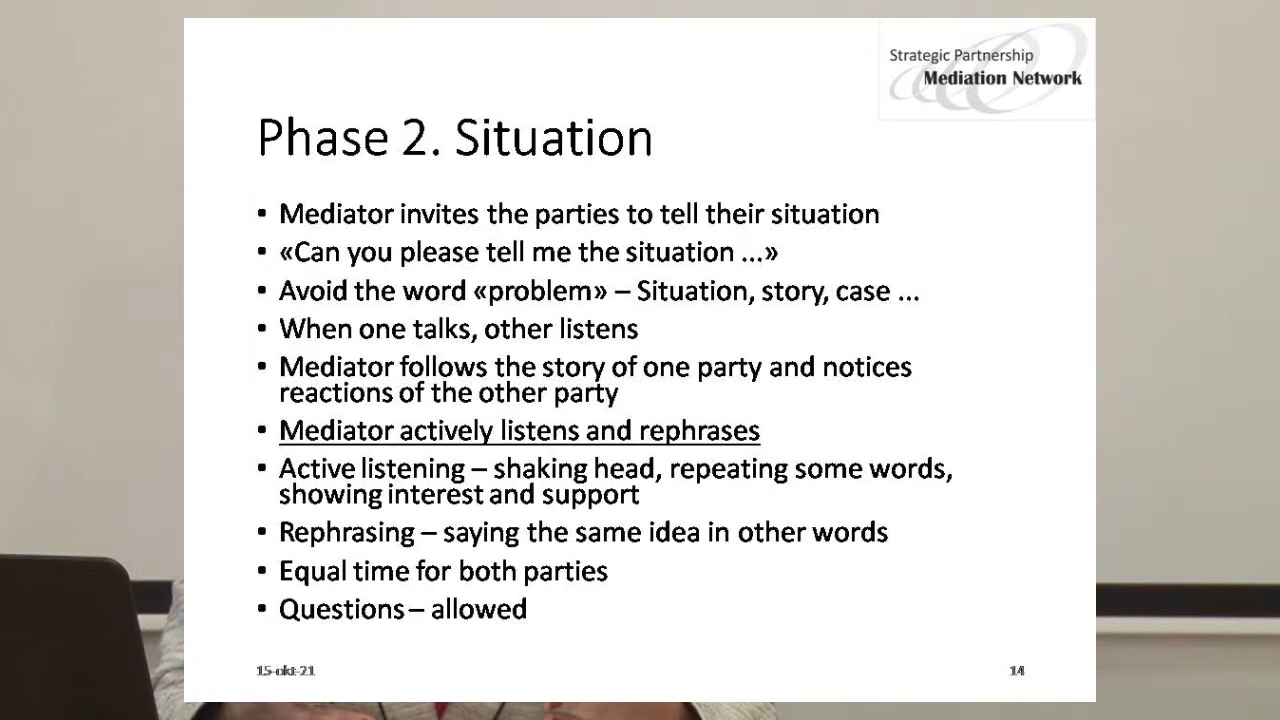 Strategic Partnership
Mediation Network
Phase 2. Situation
▪ Mediator invites the parties to tell their situation
▪ «Can you please tell me the situation ...»
▪ Avoid the word «problem» – Situation, story, case ...
▪ When one talks, other listens
▪ Mediator follows the story of one party and notices
reactions of the other party
▪ Mediator actively listens and rephrases
▪ Active listening – shaking head, repeating some words,
showing interest and support
▪ Rephrasing – saying the same idea in other words
▪ Equal time for both parties
▪ Questions – allowed
15-okt-21
14